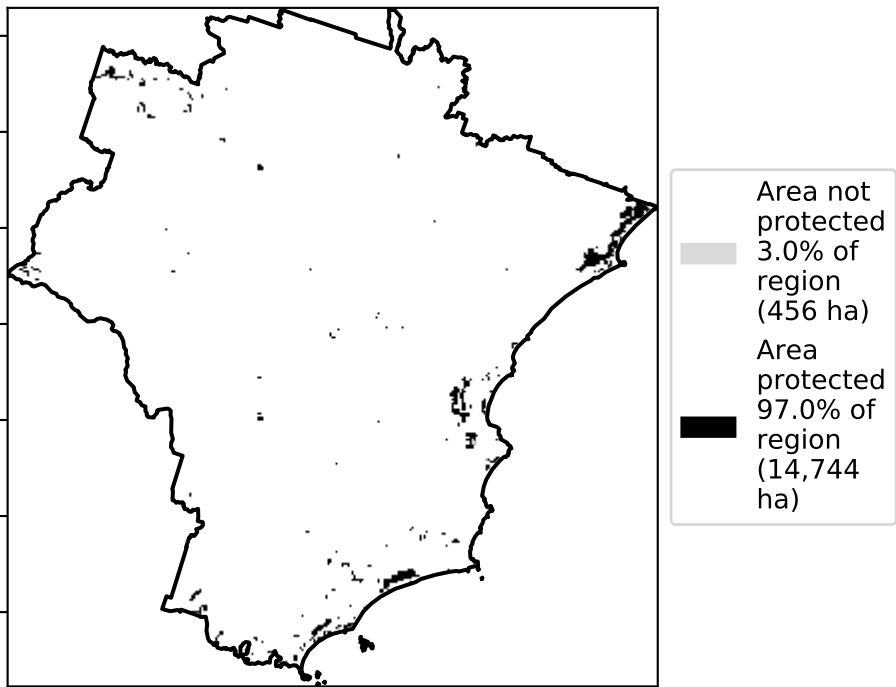 Area not
protected
3.0% of
region
(456 ha)
Area
protected
97.0% of
region
(14,744
ha)